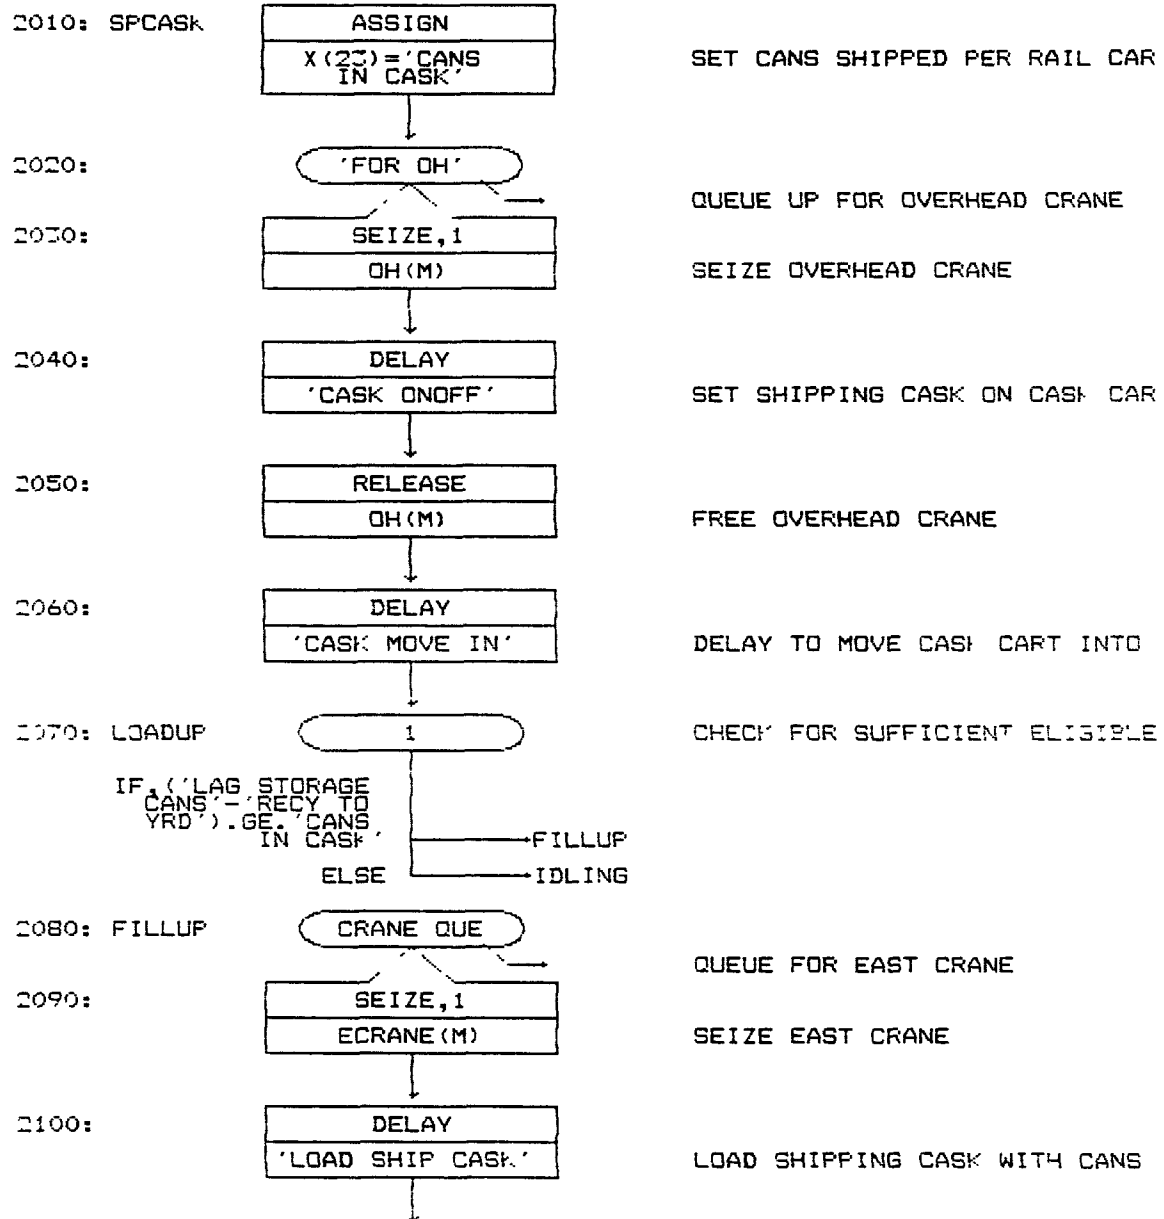 2010: SPCASK
ASSIGN
X(23)='CANS
IN CASK'
SET CANS SHIPPED PER RAIL CAR
2020:
'FOR OH'
QUEUE UP FOR OVERHEAD CRANE
2030:
SEIZE,1
OH(M)
SEIZE OVERHEAD CRANE
2040:
DELAY
'CASK ONOFF'
SET SHIPPING CASK ON CASK CAR
2050:
RELEASE
OH(M)
FREE OVERHEAD CRANE
2060:
DELAY
'CASK MOVE IN'
DELAY TO MOVE CASK CART INTO
2070: LOADUP
1
CHECK FOR SUFFICIENT ELIGIBLE
IF,('LAG STORAGE
CANS'-'RECY TO
YRD').GE.'CANS
IN CASK'
FILLUP
ELSE
IDLING
2080: FILLUP
CRANE QUE
QUEUE FOR EAST CRANE
2090:
SEIZE,1
ECRANE(M)
SEIZE EAST CRANE
2100:
DELAY
'LOAD SHIP CASK'
LOAD SHIPPING CASK WITH CANS